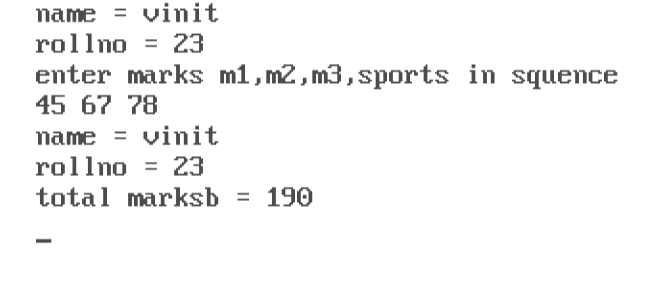 name = vinit
rollno = 23
enter marks m1,m2,m3,sports in squence
45 67 78
name = vinit
rollno = 23
total marksb = 190
_